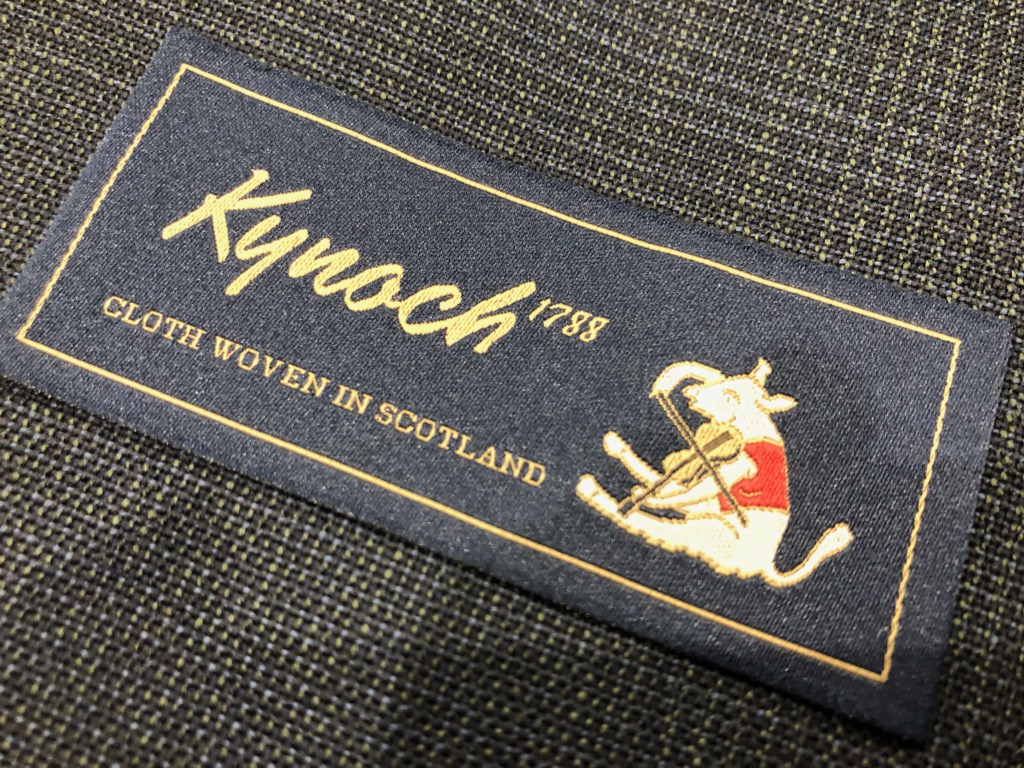 Kynoch 1788
CLOTH WOVEN IN SCOTLAND